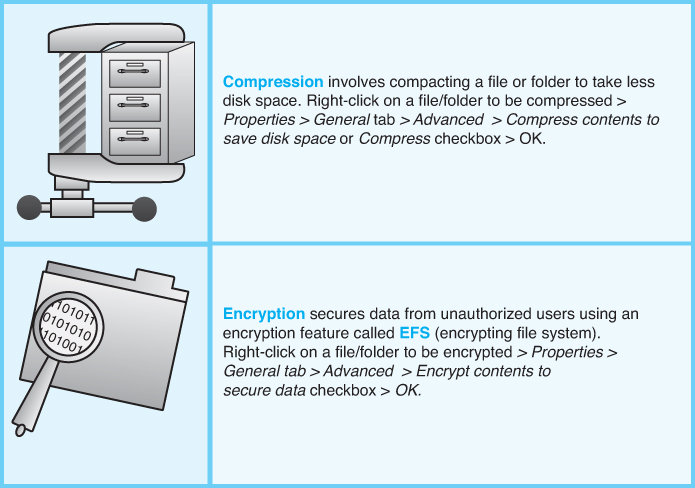 Compression involves compacting a file or folder to take less
disk space. Right-click on a file/folder to be compressed >
Properties > General tab > Advanced > Compress contents to
save disk space or Compress checkbox > OK.
101011
0101010
101001
Encryption secures data from unauthorized users using an
encryption feature called EFS (encrypting file system).
Right-click on a file/folder to be encrypted > Properties >
General tab > Advanced > Encrypt contents to
secure data checkbox > OK.